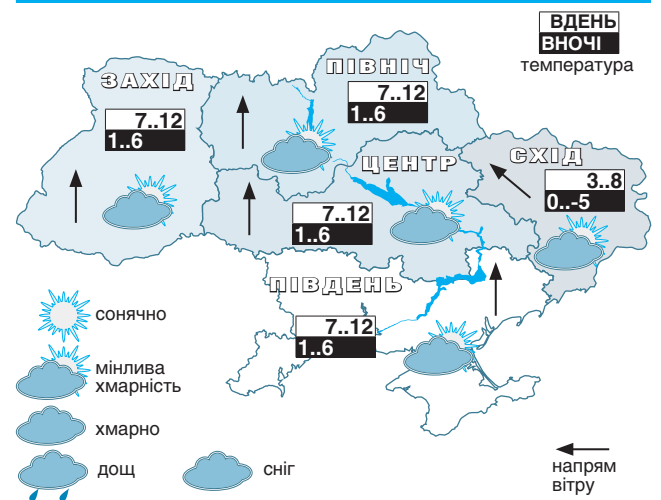 ВДЕНЬ
ВНОЧІ
температура
ЗАХІД
7..12
1..6
ПІВНІЧ
7..12
1..6
ЦЕНТР
7..12
1..6
СХІД
3..8
0..-5
ПІВДЕНЬ
7..12
1..6
сонячно
мінлива
хмарність
хмарно
дощ
сніг
напрям
вітру